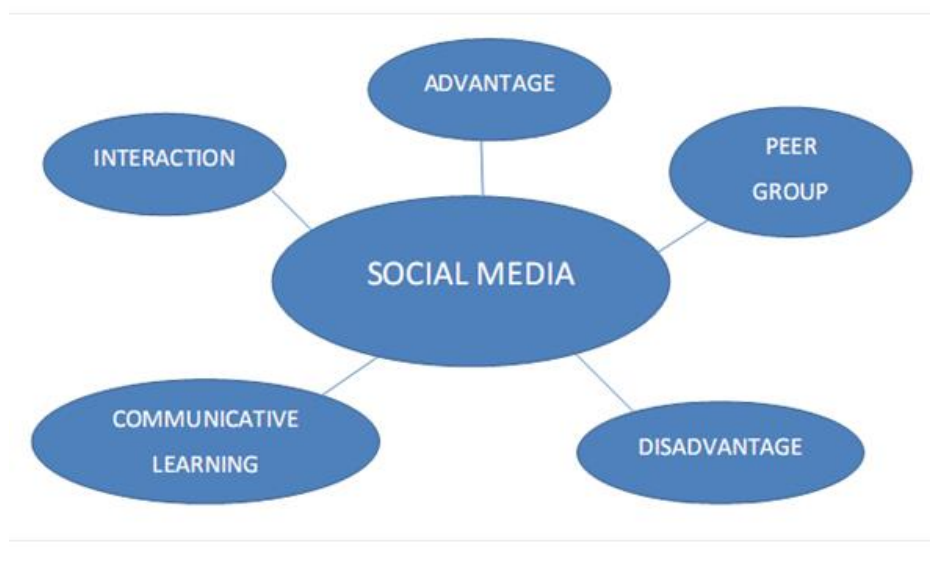 ADVANTAGE
INTERACTION
PEER
GROUP
SOCIAL MEDIA
COMMUNICATIVE
LEARNING
DISADVANTAGE